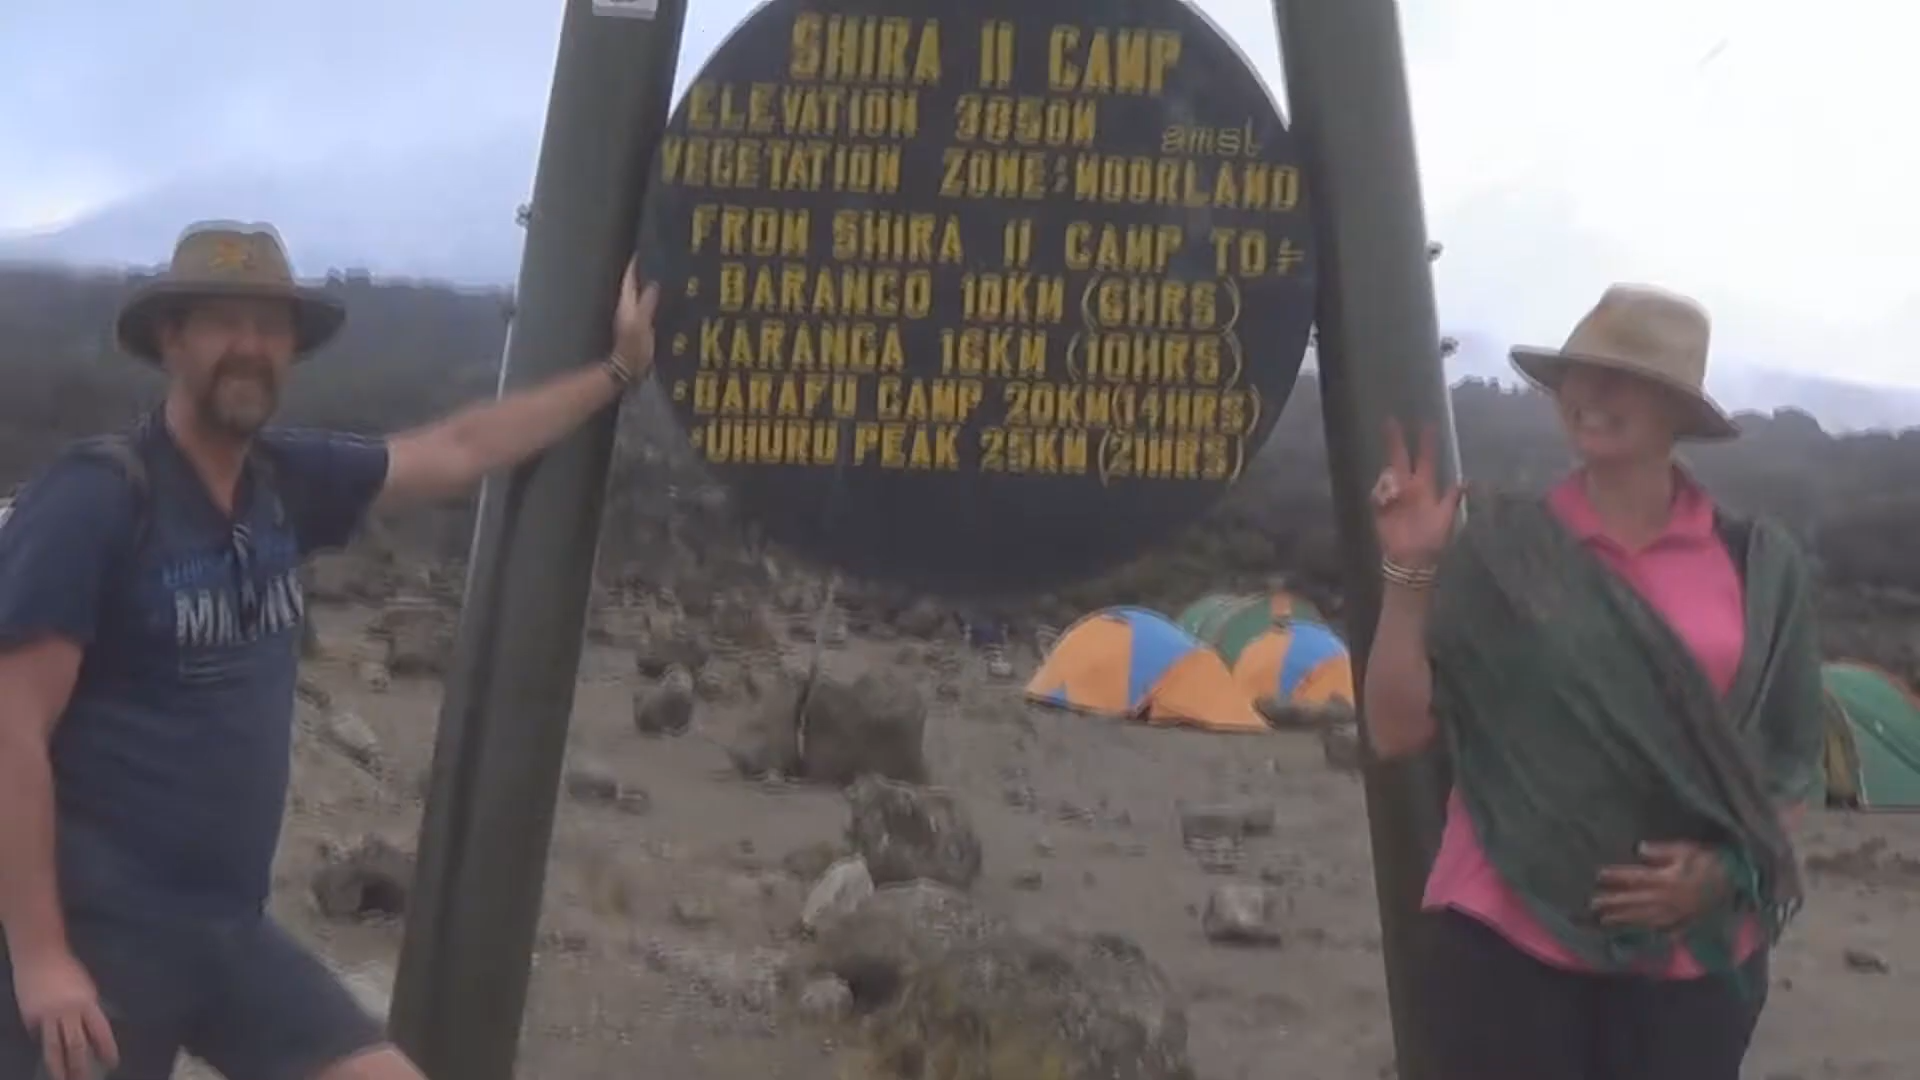 SHIRA II CAMP
ELEVATION 3850M amsl
VEGETATION ZONE: MOORLAND
FROM SHIRA II CAMP TO:-
: BARANCO 10KM (6HRS)
: KARANGA 16KM (10HRS)
: BARAFU CAMP 20KM (14HRS)
: UHURU PEAK 25KM (21HRS)